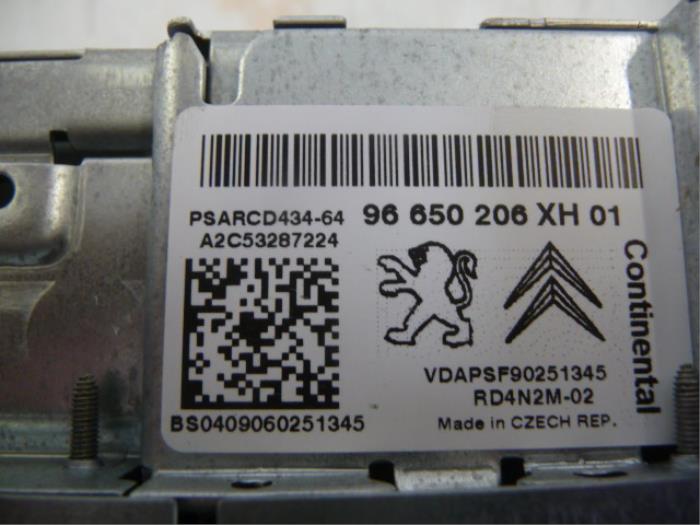 PSARCD434-64 96 650 206 XH 01
A2C53287224
Continental
VDAPSF90251345
RD4N2M-02
BS0409060251345
Made in CZECH REP.